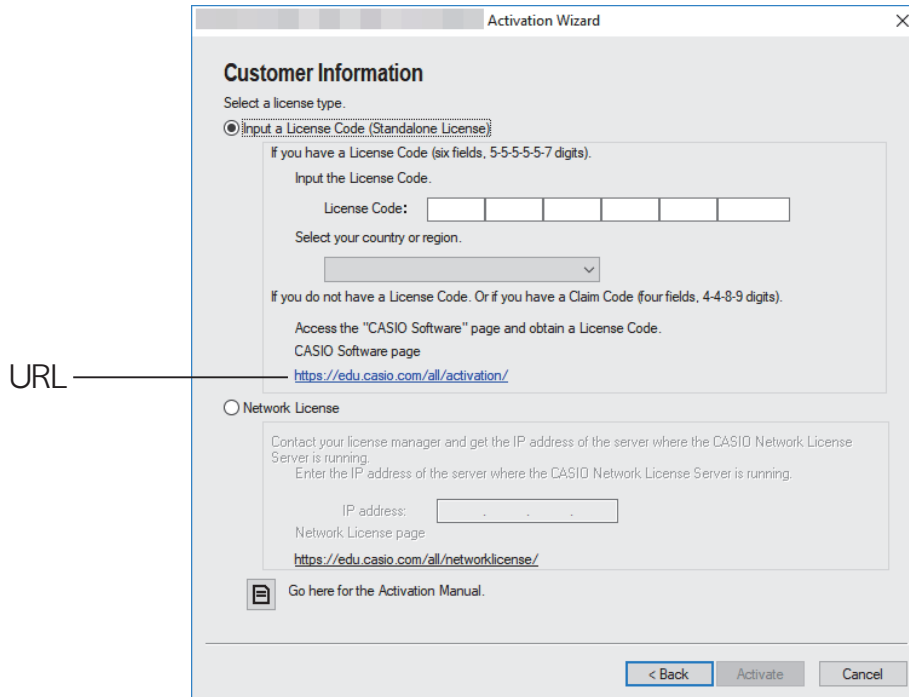 Activation Wizard
Customer Information
Select a license type.
Input a License Code (Standalone License)
If you have a License Code (six fields, 5-5-5-5-5-7 digits).
Input the License Code.
License Code:
Select your country or region.
If you do not have a License Code. Or if you have a Claim Code (four fields, 4-4-8-9 digits).
Access the "CASIO Software" page and obtain a License Code.
CASIO Software page
URL
https://edu.casio.com/all/activation/
Network License
Contact your license manager and get the IP address of the server where the CASIO Network License
Server is running.
Enter the IP address of the server where the CASIO Network License Server is running.
IP address: . . .
Network License page
https://edu.casio.com/all/networklicense/
Go here for the Activation Manual.
< Back Activate Cancel